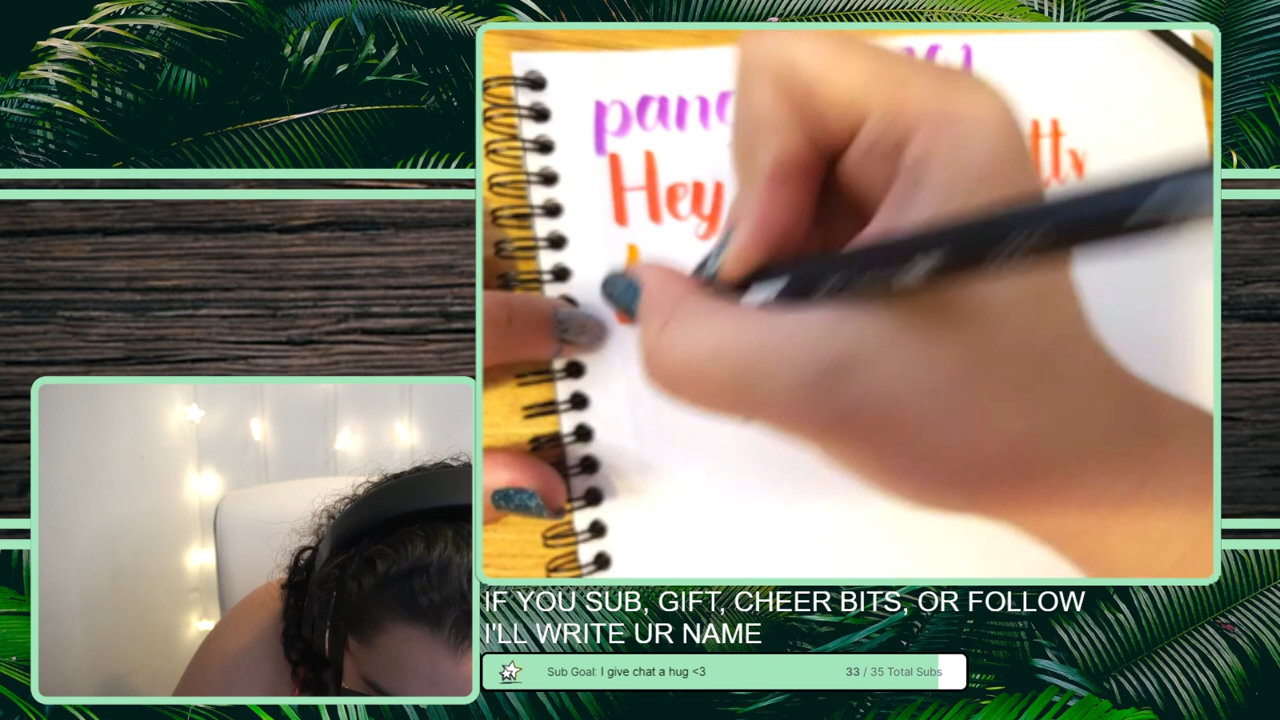 Hey
IF YOU SUB, GIFT, CHEER BITS, OR FOLLOW
I'LL WRITE UR NAME
Sub Goal: I give chat a hug <3
33 / 35 Total Subs